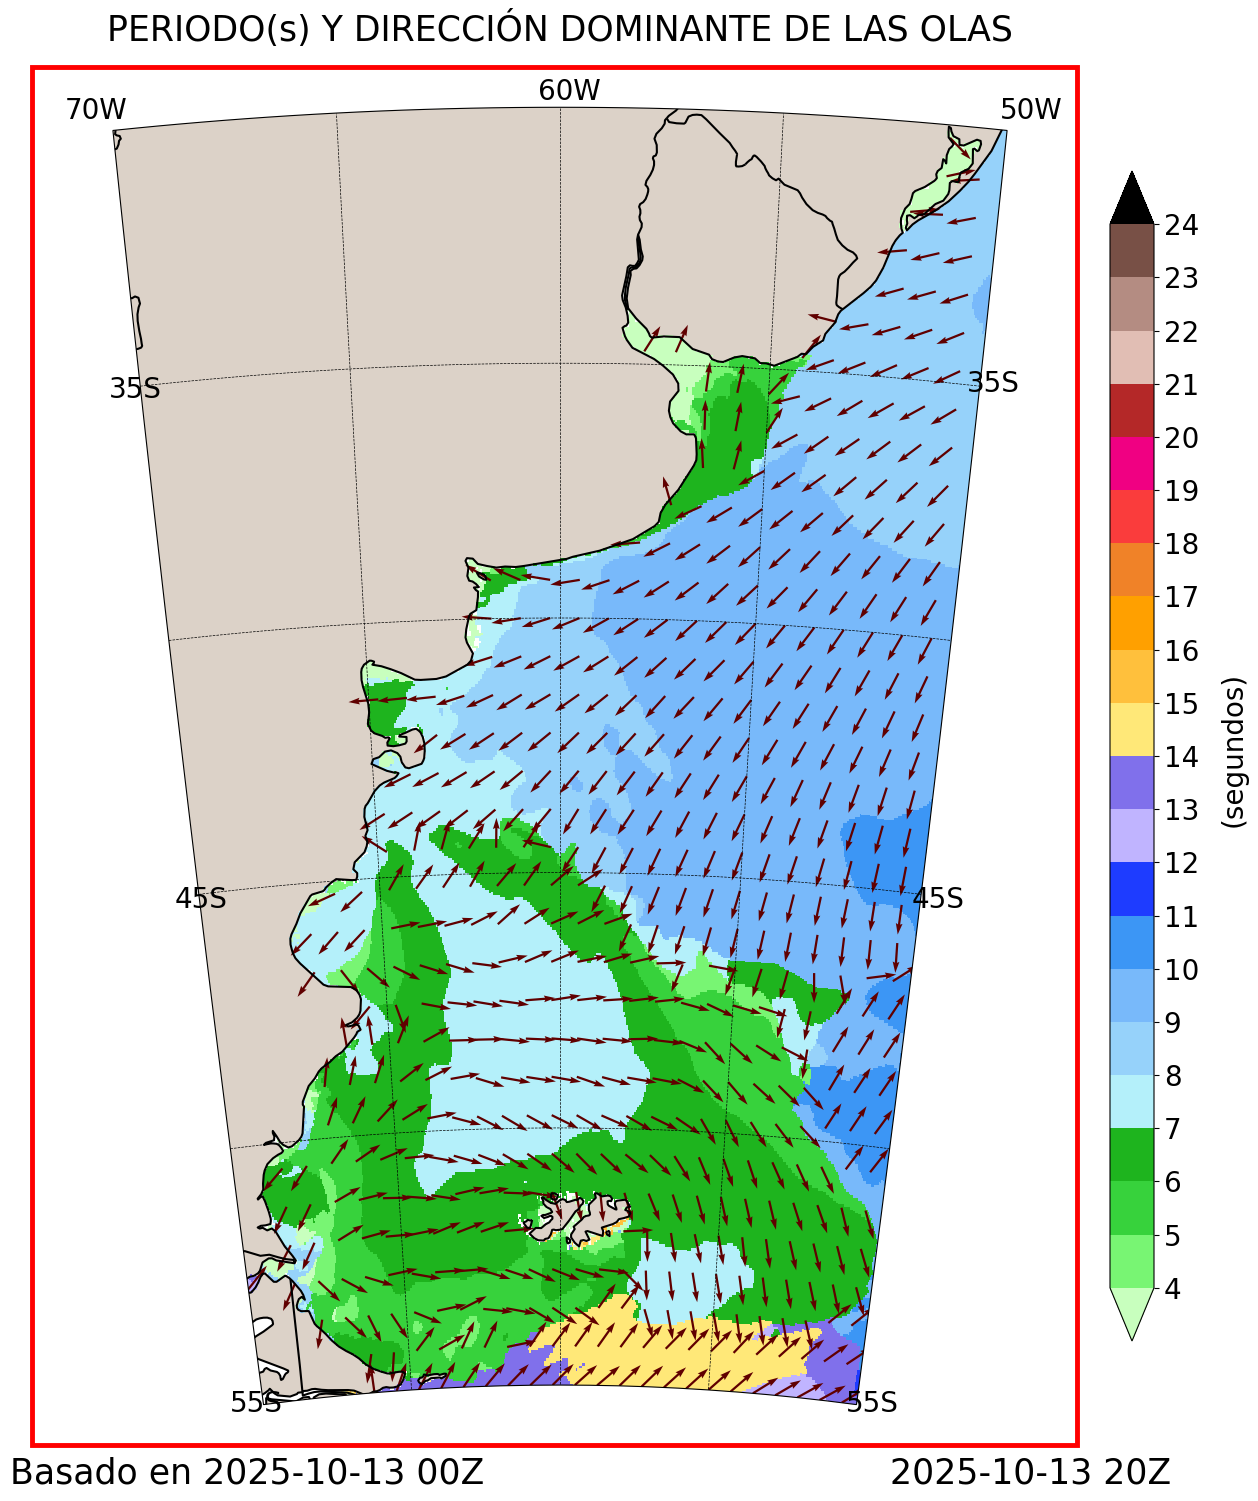 PERIODO(s) Y DIRECCIÓN DOMINANTE DE LAS OLAS
70W
60W
50W
35S
35S
45S
45S
55S
55S
24
23
22
21
20
19
18
17
16
15
14
13
12
11
10
9
8
7
6
5
4
(segundos)
Basado en 2025-10-13 00Z
2025-10-13 20Z